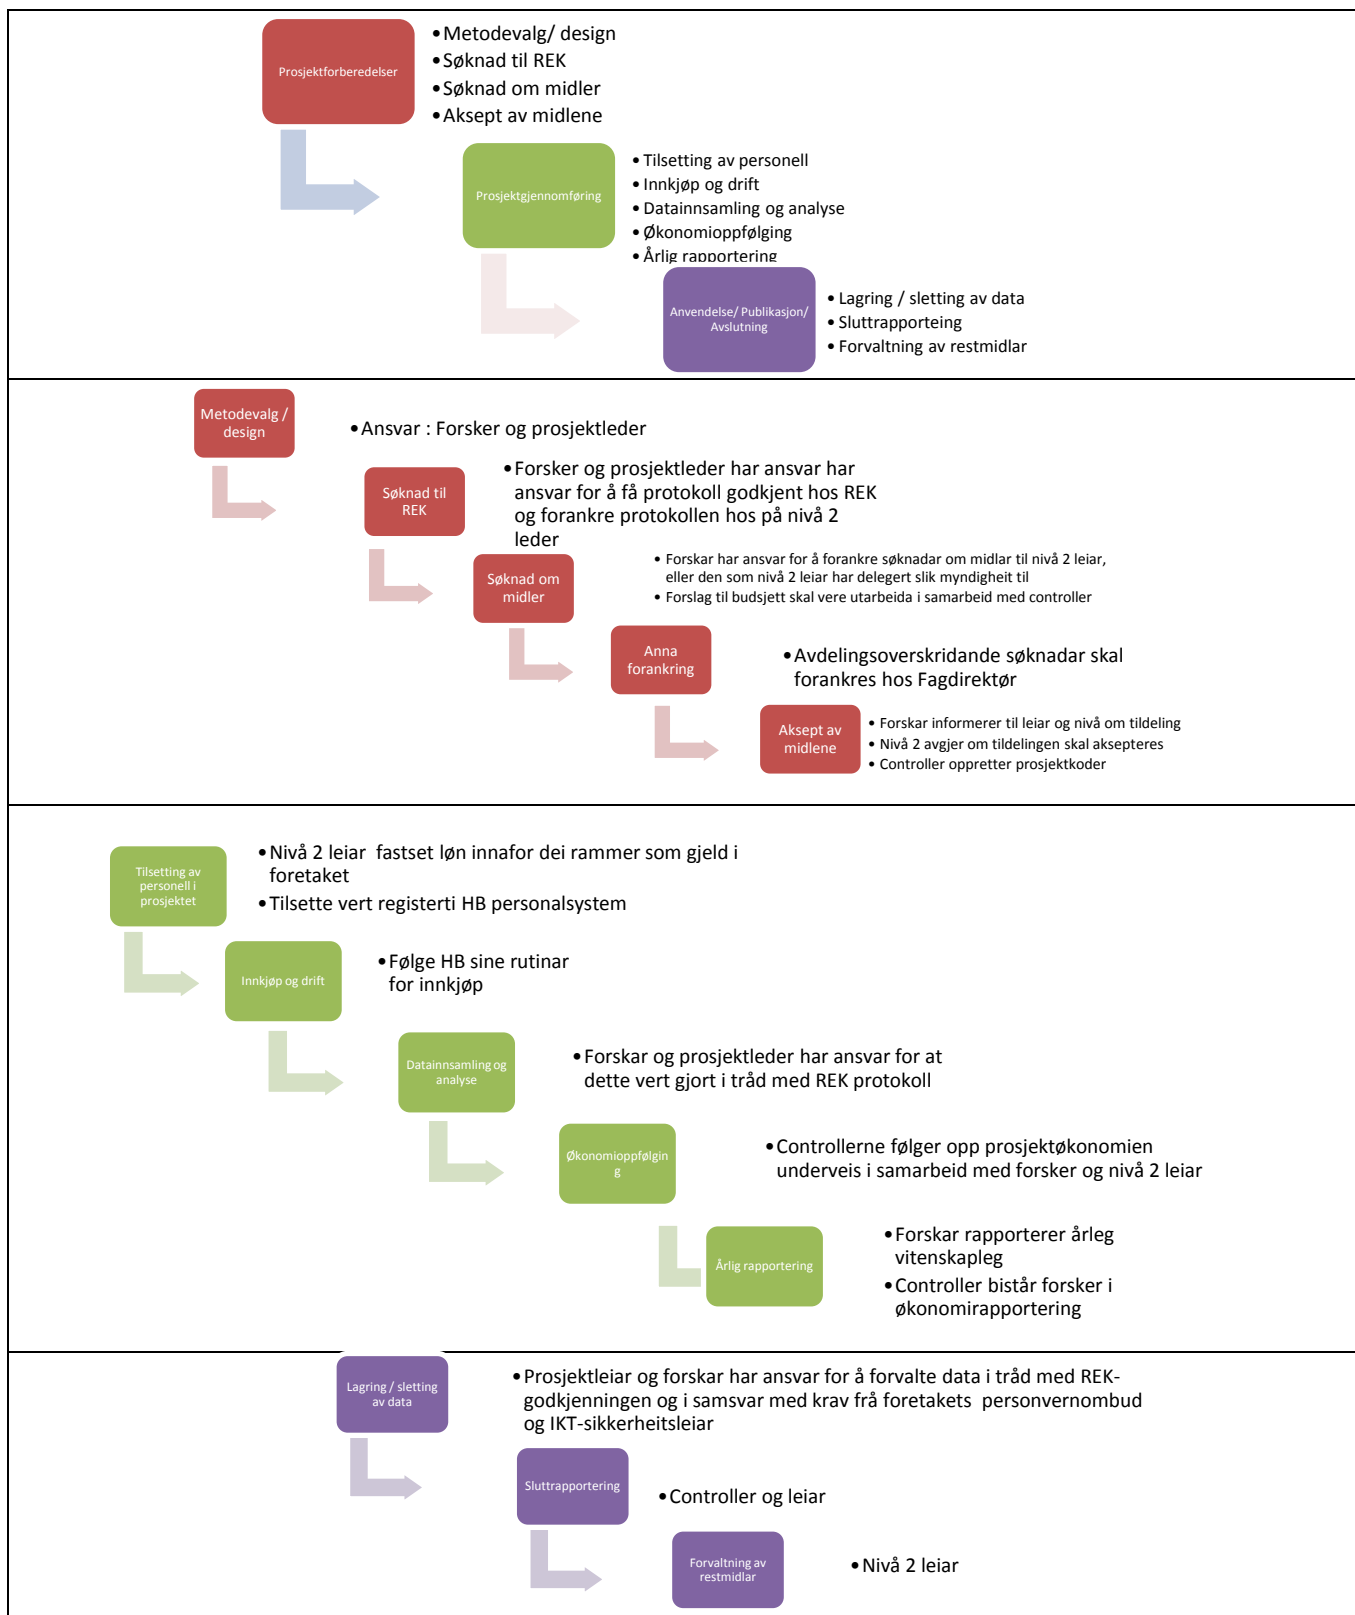 Prosjektforberedelser
•Metodevalg/ design
•Søknad til REK
•Søknad om midler
•Aksept av midlene
Prosjektgjennomføring
•Tilsetting av personell
•Innkjøp og drift
•Datainnsamling og analyse
•Økonomioppfølging
•Årlig rapportering
Anvendelse/ Publikasjon/
Avslutning
•Lagring / sletting av data
•Sluttrapporteing
•Forvaltning av restmidlar
Metodevalg /
design
•Ansvar : Forsker og prosjektleder
Søknad til
REK
•Forsker og prosjektleder har ansvar har
ansvar for å få protokoll godkjent hos REK
og forankre protokollen hos på nivå 2
leder
Søknad om
midler
• Forskar har ansvar for å forankre søknadar om midlar til nivå 2 leiar,
eller den som nivå 2 leiar har delegert slik myndigheit til
• Forslag til budsjett skal vere utarbeida i samarbeid med controller
Anna
forankring
•Avdelingsoverskridande søknadar skal
forankres hos Fagdirektør
Aksept av
midlene
• Forskar informerer til leiar og nivå om tildeling
• Nivå 2 avgjer om tildelingen skal aksepteres
• Controller oppretter prosjektkoder
Tilsetting av
personell i
prosjektet
•Nivå 2 leiar  fastset løn innafor dei rammer som gjeld i
foretaket
•Tilsette vert registerti HB personalsystem
Innkjøp og drift
•Følge HB sine rutinar
for innkjøp
Datainnsamling og
analyse
•Forskar og prosjektleder har ansvar for at
dette vert gjort i tråd med REK protokoll
Økonomioppfølgin
g
•Controllerne følger opp prosjektøkonomien
underveis i samarbeid med forsker og nivå 2 leiar
Årlig rapportering
•Forskar rapporterer årleg
vitenskapleg
•Controller bistår forsker i
økonomirapportering
Lagring / sletting
av data
•Prosjektleiar og forskar har ansvar for å forvalte data i tråd med REK-
godkjenningen og i samsvar med krav frå foretakets  personvernombud
og IKT-sikkerheitsleiar
Sluttrapportering
•Controller og leiar
Forvaltning av
restmidlar
•Nivå 2 leiar